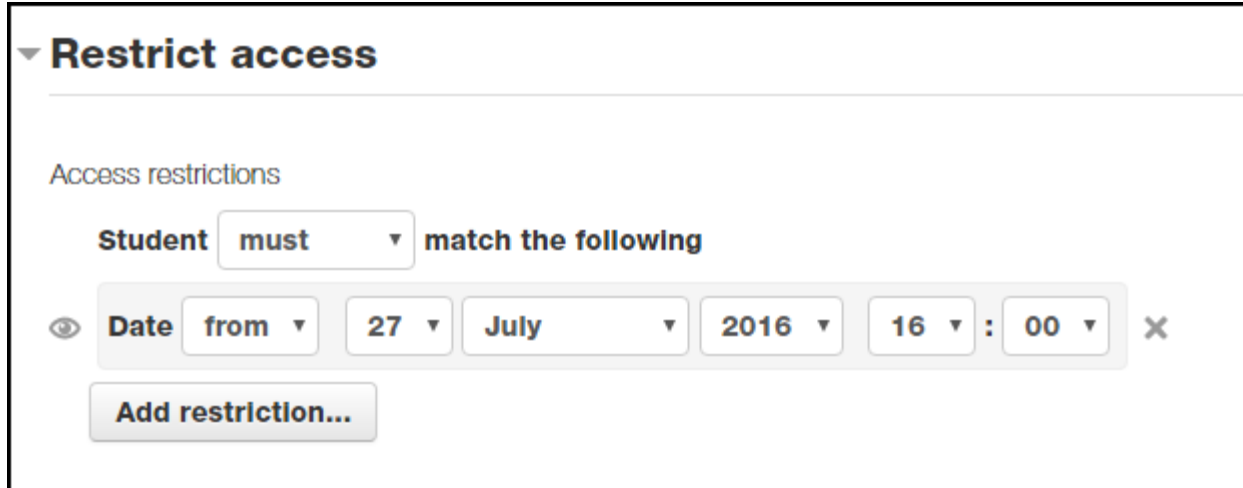 Restrict access
Access restrictions
Student must match the following
Date from 27 July 2016 16 : 00
Add restriction...